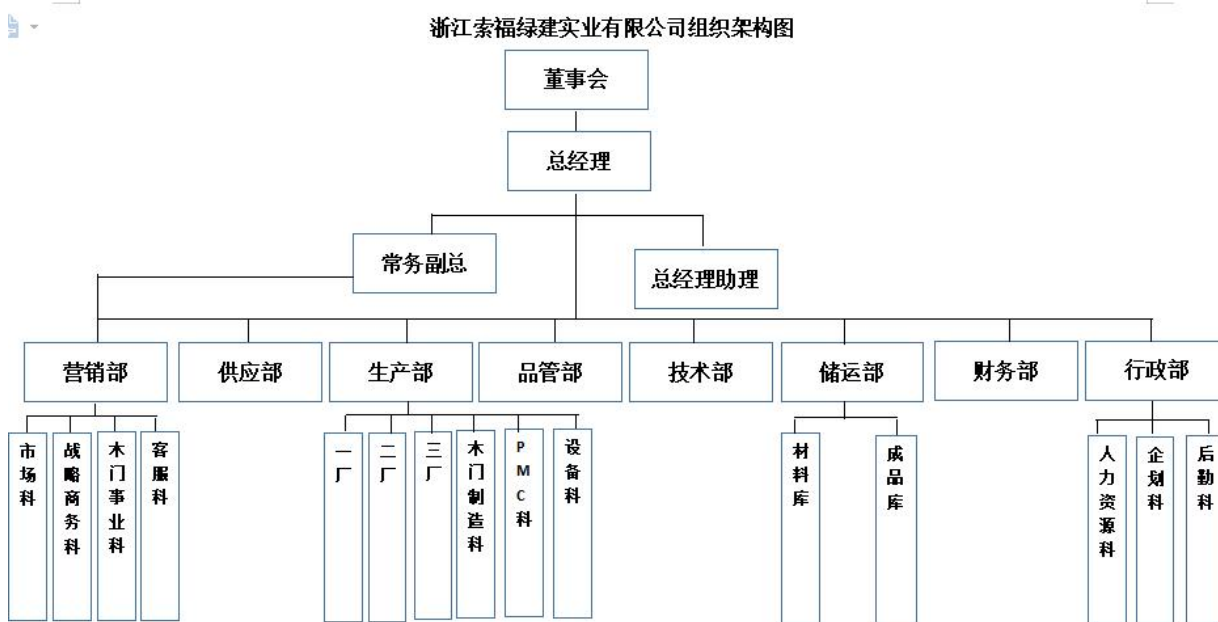 浙江索福绿建实业有限公司组织架构图
董事会
总经理
常务副总
总经理助理
营销部
供应部
生产部
品管部
技术部
储运部
财务部
行政部
市场科
战略商务科
木门事业科
客服科
一厂
二厂
三厂
木门制造科
PMC科
设备科
材料库
成品库
人力资源科
企划科
后勤科